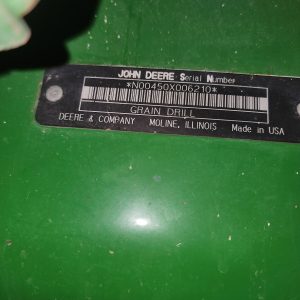 JOHN DEERE Serial Number
*N00450X006210*
GRAIN DRILL
DEERE & COMPANY MOLINE, ILLINOIS Made in USA